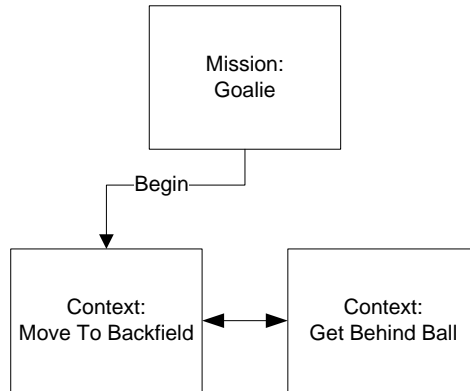 Mission:
Goalie
Begin
Context:
Move To Backfield
Context:
Get Behind Ball